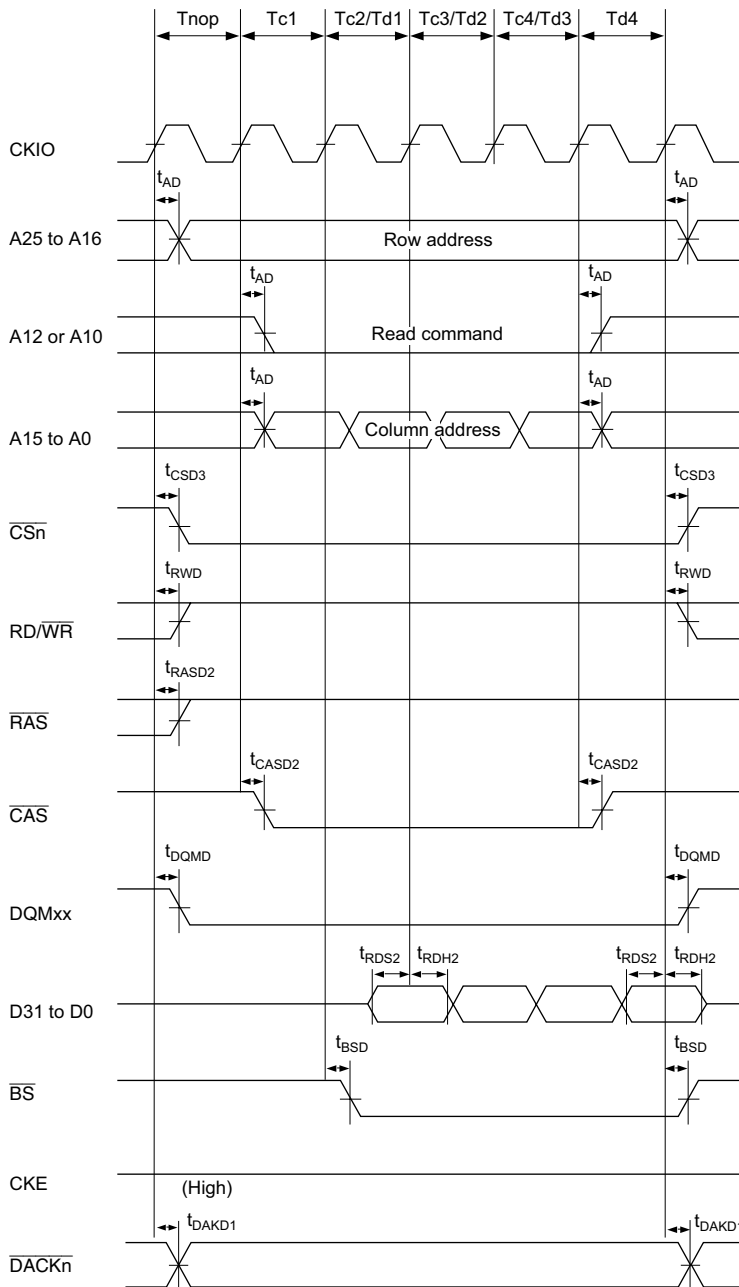 Tnop Tc1 Tc2/Td1 Tc3/Td2 Tc4/Td3 Td4
CKIO
tAD tAD
A25 to A16 Row address
tAD tAD
A12 or A10 Read command
tAD tAD
A15 to A0 Column address
tCSD3 tCSD3
CSn
tRWD tRWD
RD/WR
tRASD2
RAS
tCASD2 tCASD2
CAS
tDQMD tDQMD
DQMxx
tRDS2 tRDH2 tRDS2 tRDH2
D31 to D0
tBSD tBSD
BS
CKE (High)
tDAKD1 tDAKD1
DACKn